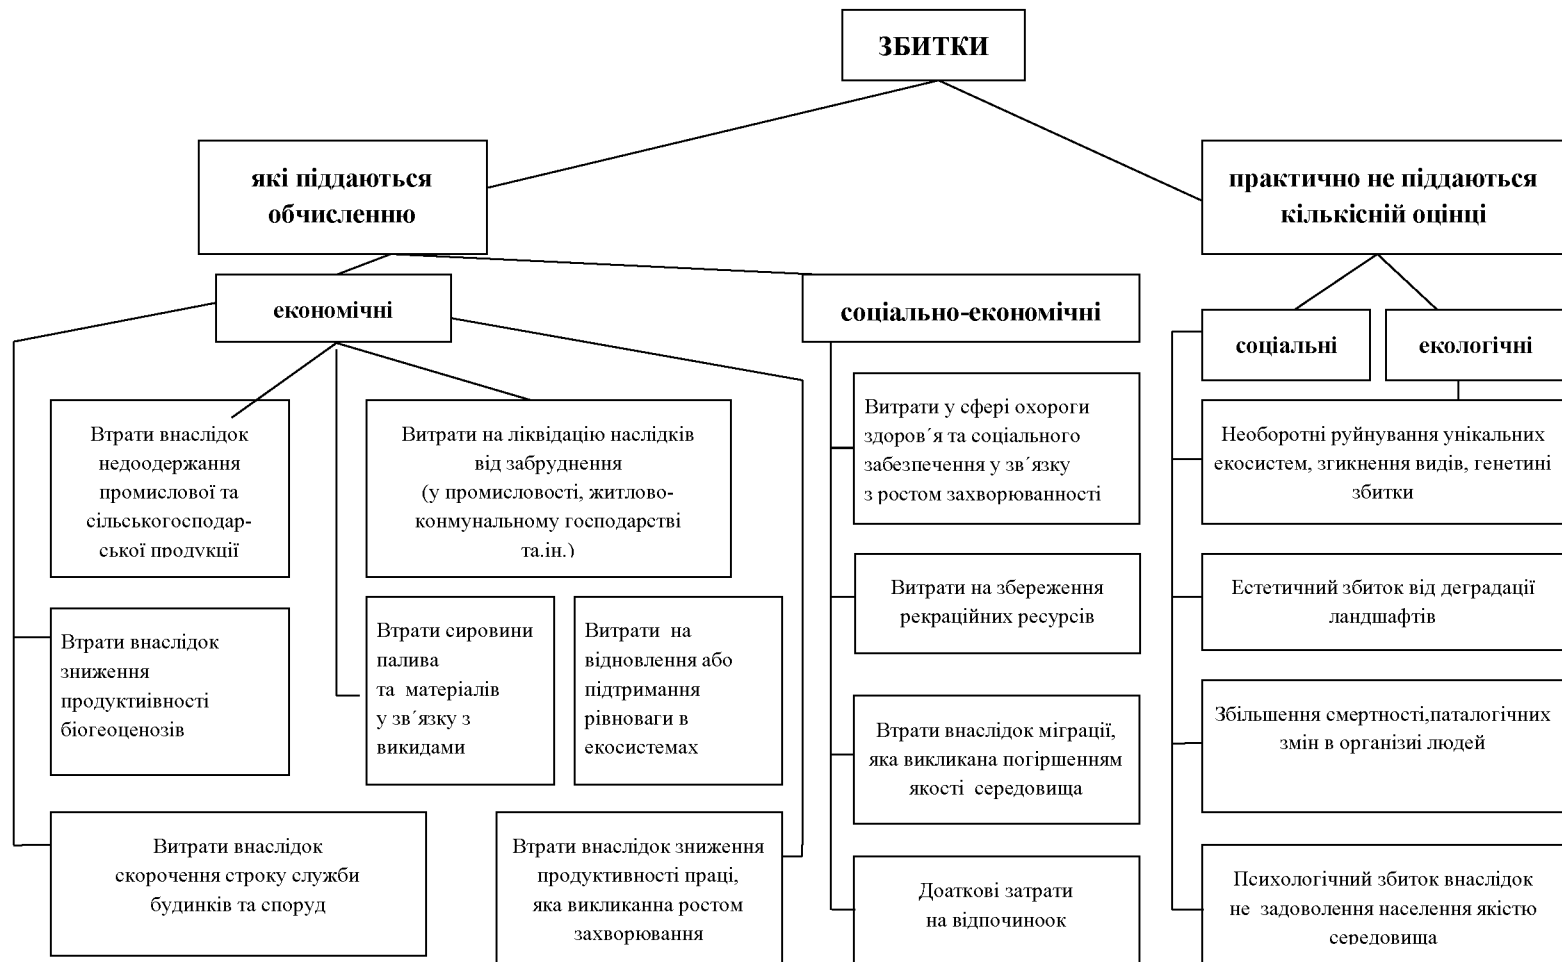 ЗБИТКИ
які піддаються
обчисленню
практично не піддаються
кількісній оцінці
економічні
соціально-економічні
соціальні
екологічні
Втрати внаслідок
недоодержання
промислової та
сільськогосподар-
ської продукції
Витрати на ліквідацію наслідків
від забруднення
(у промисловості, житлово-
конмунальному господарстві
та.ін.)
Витрати у сфері охороги
здоров´я та соціального
забезпечення у зв´язку
з ростом захворюванності
Необоротні руйнування унікальних
екосистем, згикнення видів, генетині
збитки
Втрати внаслідок
зниження
продуктиівності
біогеоценозів
Втрати сировини
палива
та матеріалів
у зв´язку з
викидами
Витрати на
відновлення або
підтримання
рівноваги в
екосистемах
Витрати на збереження
рекраційних ресурсів
Естетичний збиток від деградації
ландшафтів
Втрати внаслідок міграції,
яка викликана погіршенням
якості середовища
Збільшення смертності,паталогічних
змін в організиі людей
Витрати внаслідок
скорочення строку служби
будинків та споруд
Втрати внаслідок зниження
продуктивності праці,
яка викликанна ростом
захворювання
Доаткові затрати
на відпочиноок
Психологічний збиток внаслідок
не задоволення населення якістю
середовища